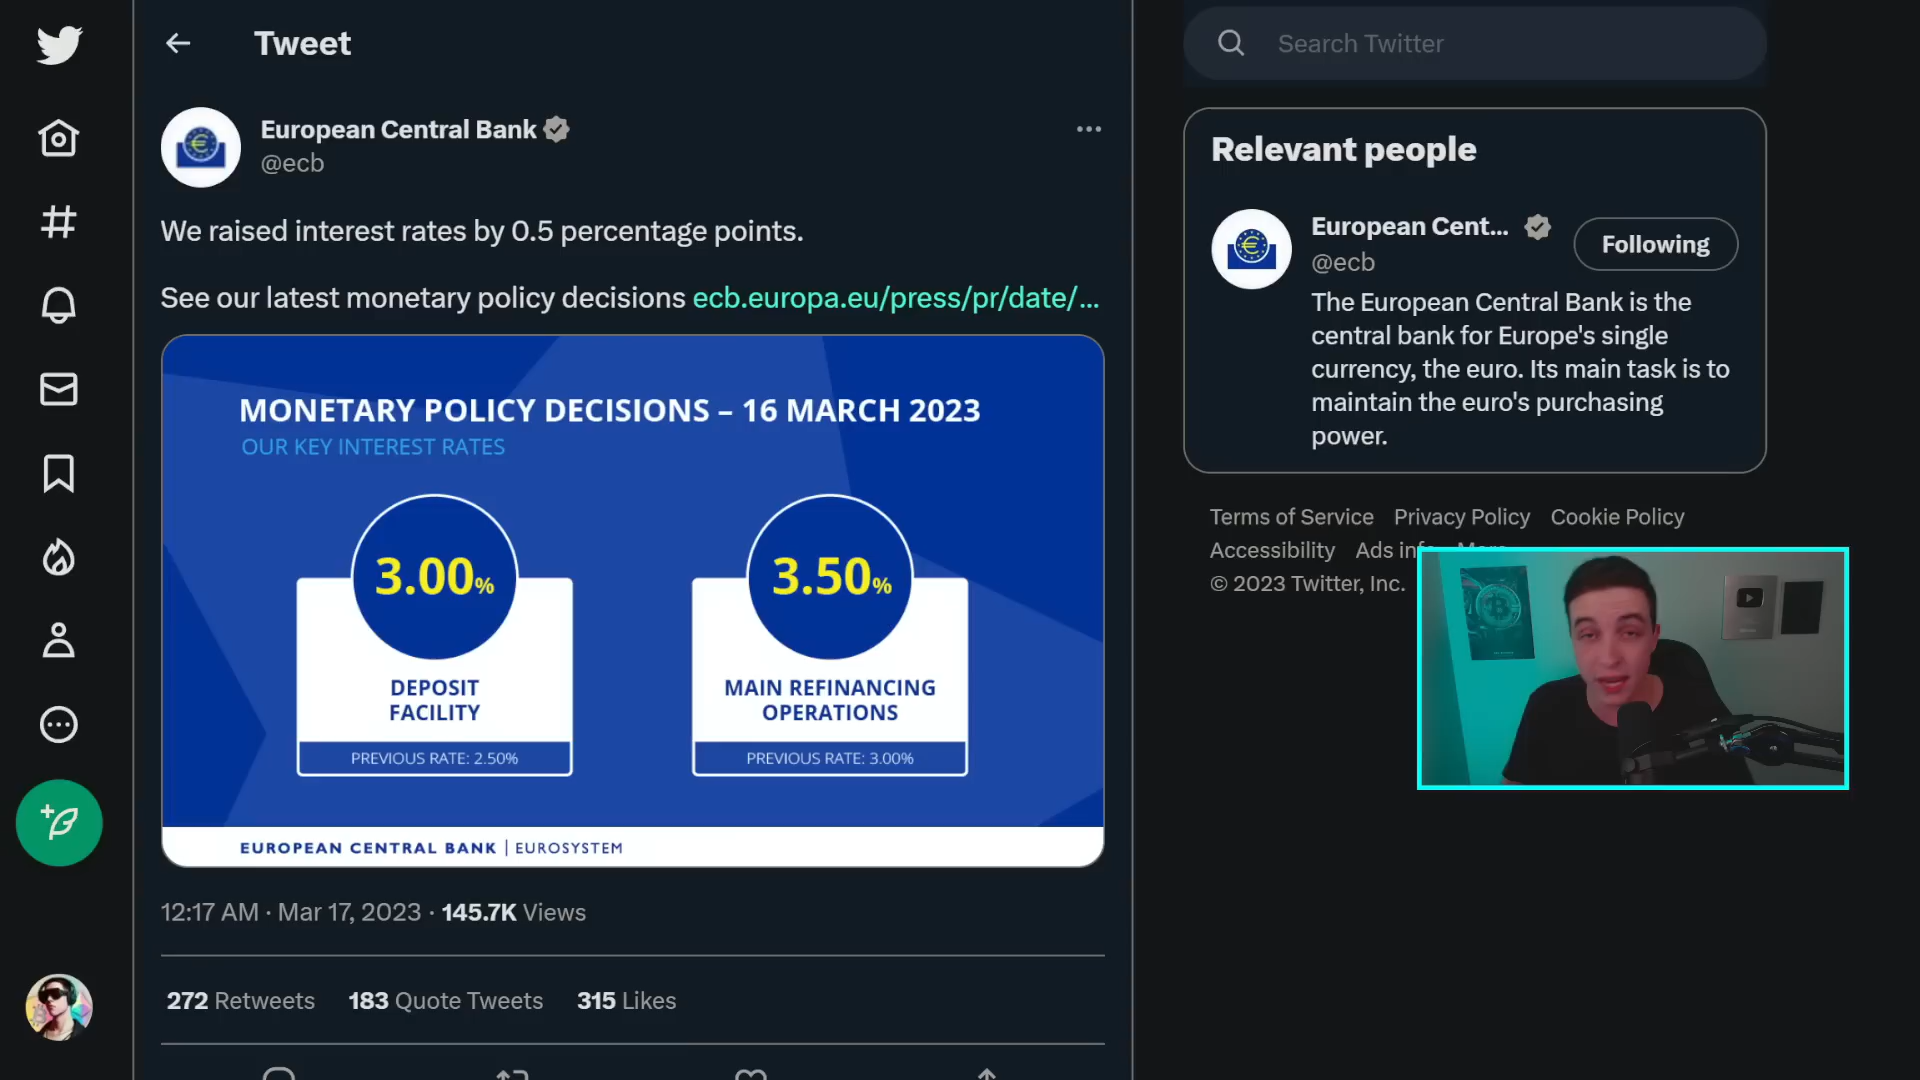 Tweet
European Central Bank
@ecb
We raised interest rates by 0.5 percentage points.
See our latest monetary policy decisions ecb.europa.eu/press/pr/date/...
MONETARY POLICY DECISIONS – 16 MARCH 2023
OUR KEY INTEREST RATES
3.00%
DEPOSIT
FACILITY
PREVIOUS RATE: 2.50%
3.50%
MAIN REFINANCING
OPERATIONS
PREVIOUS RATE: 3.00%
EUROPEAN CENTRAL BANK | EUROSYSTEM
12:17 AM · Mar 17, 2023 · 145.7K Views
272 Retweets 183 Quote Tweets 315 Likes
Search Twitter
Relevant people
European Cent...
@ecb
Following
The European Central Bank is the
central bank for Europe's single
currency, the euro. Its main task is to
maintain the euro's purchasing
power.
Terms of Service Privacy Policy Cookie Policy
Accessibility Ads info More
© 2023 Twitter, Inc.